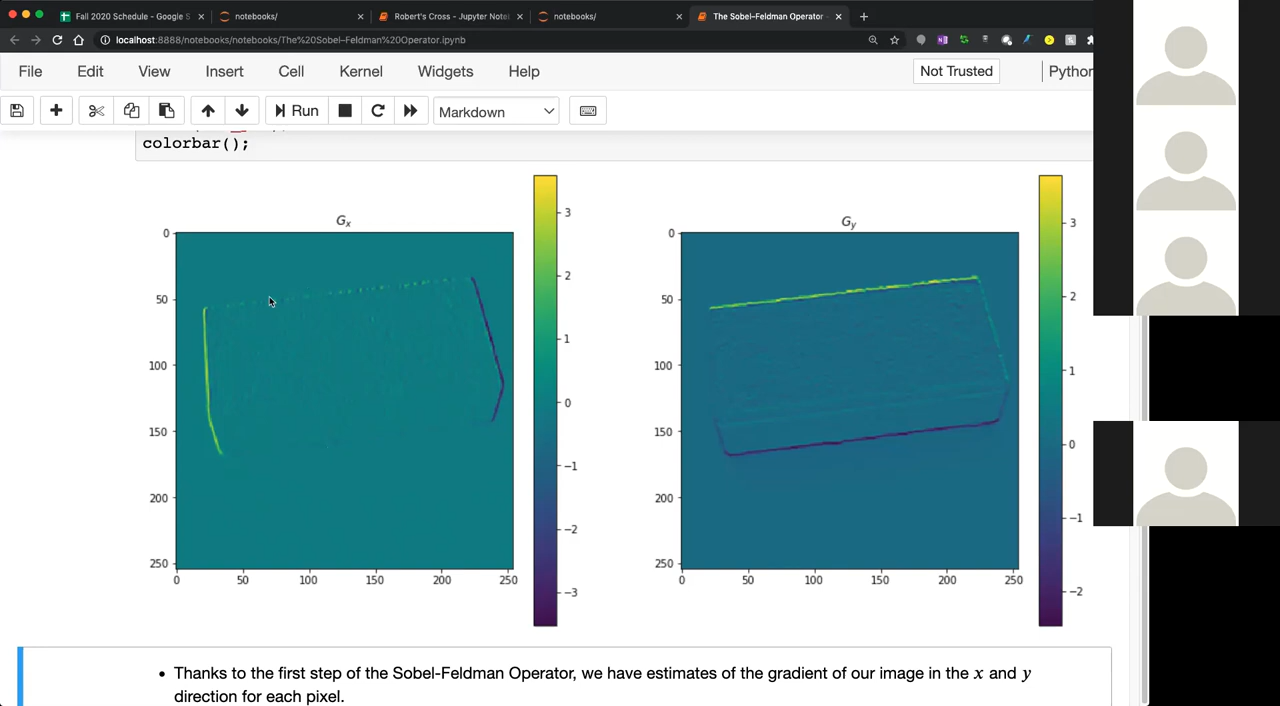 Fall 2020 Schedule - Google S
notebooks/
Robert's Cross - Jupyter Note
notebooks/
The Sobel–Feldman Operator -
localhost:8888/notebooks/notebooks/The%20Sobel–Feldman%20Operator.ipynb
File Edit View Insert Cell Kernel Widgets Help Not Trusted Python
Run Markdown
colorbar();
Gx
Gy
0
50
100
150
200
250
0 50 100 150 200 250
3
2
1
0
−1
−2
−3
0
50
100
150
200
250
0 50 100 150 200 250
3
2
1
0
−1
−2
• Thanks to the first step of the Sobel-Feldman Operator, we have estimates of the gradient of our image in the x and y
direction for each pixel.